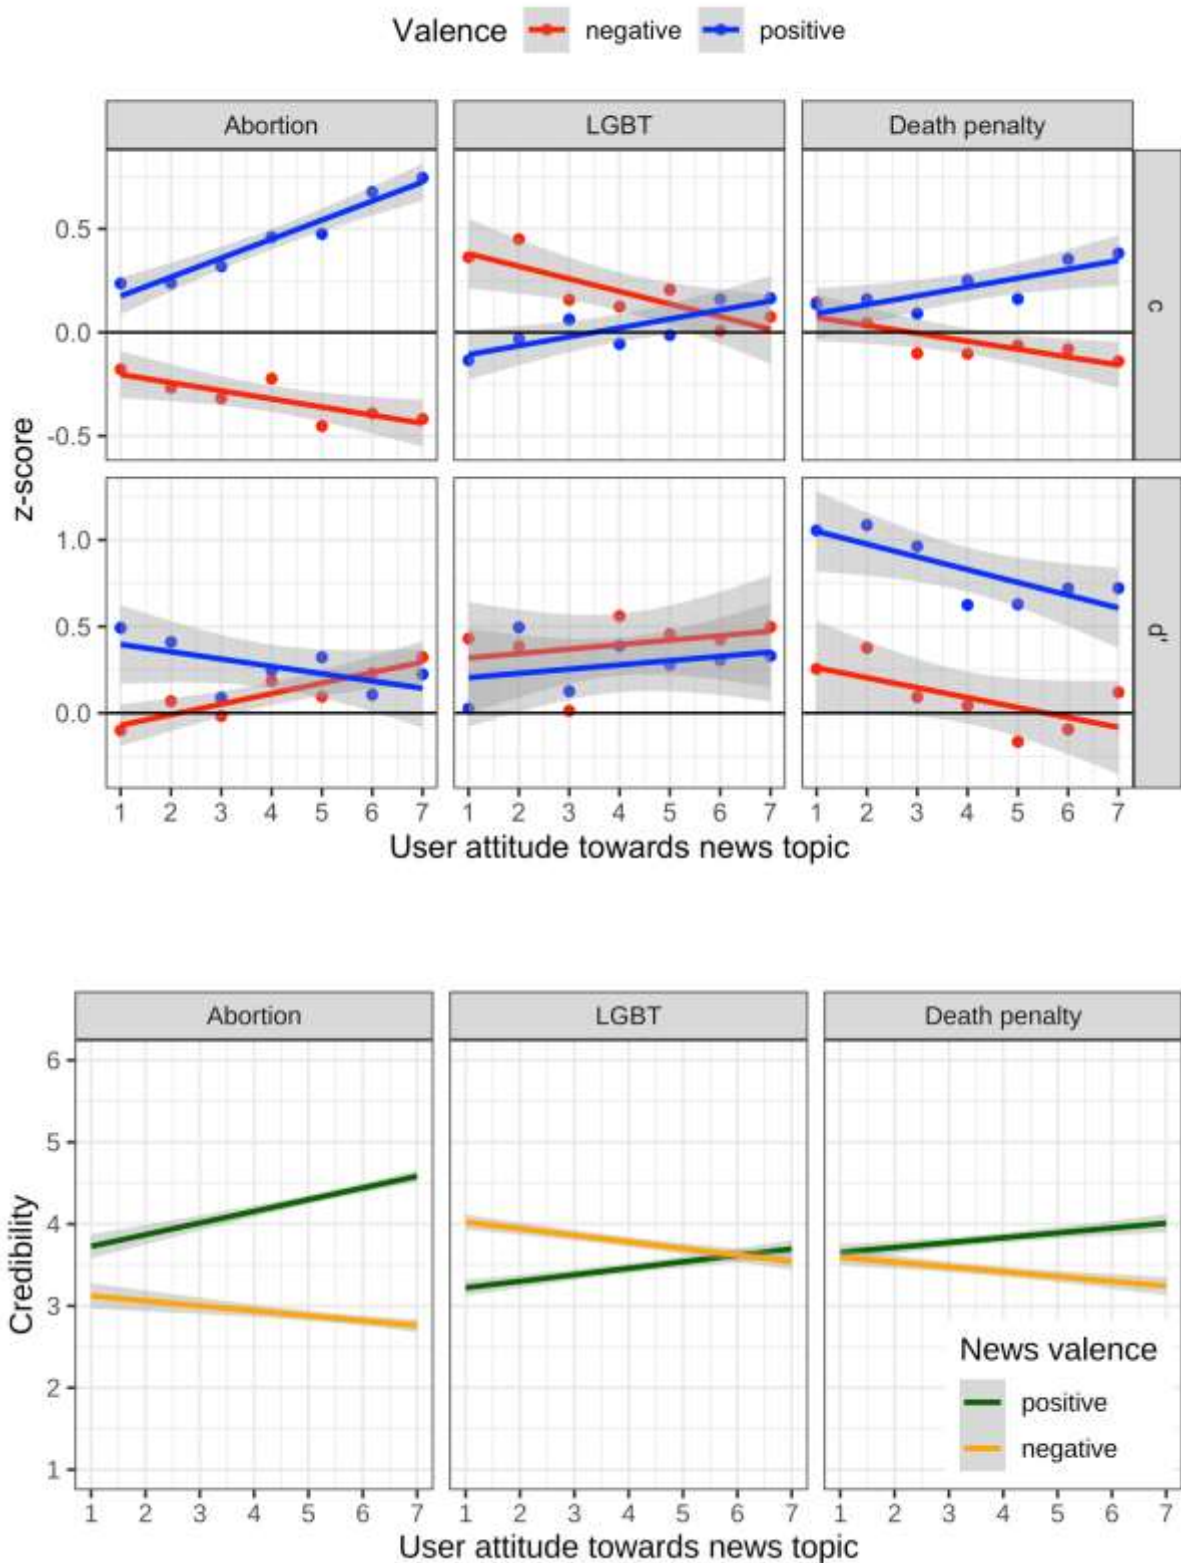 Valence negative positive
Abortion LGBT Death penalty
0.5
0.0
-0.5
c
z-score
1.0
0.5
0.0
d'
1 2 3 4 5 6 7 1 2 3 4 5 6 7 1 2 3 4 5 6 7
User attitude towards news topic
Abortion LGBT Death penalty
6
5
4
3
2
1
Credibility
News valence
positive
negative
1 2 3 4 5 6 7 1 2 3 4 5 6 7 1 2 3 4 5 6 7
User attitude towards news topic